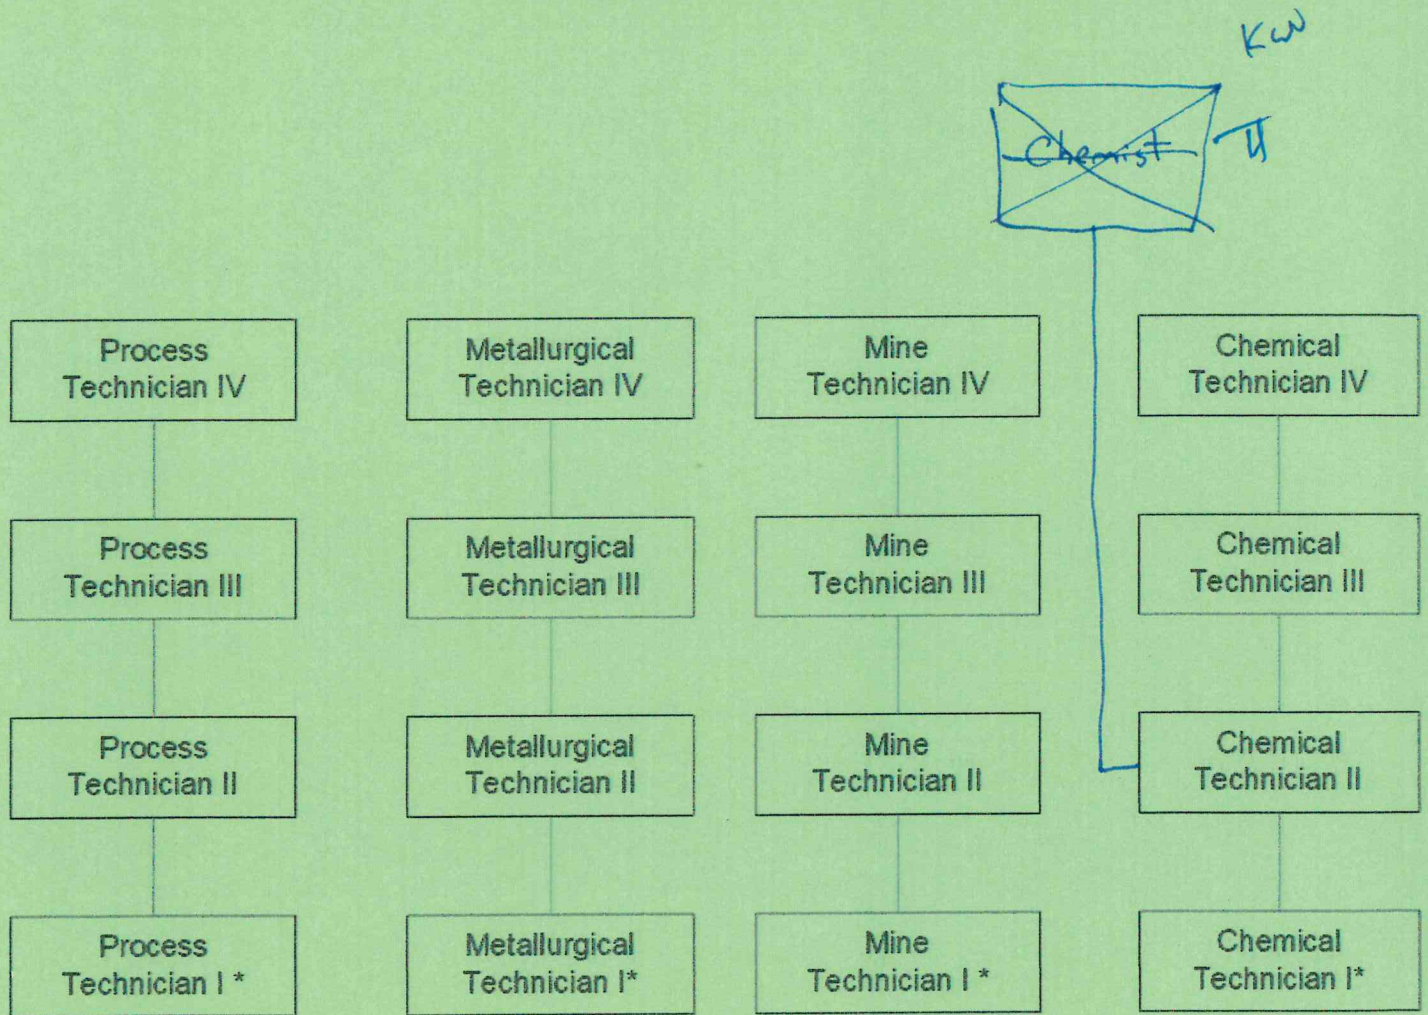 KW
Chemist
TJ
Process
Technician IV
Metallurgical
Technician IV
Mine
Technician IV
Chemical
Technician IV
Process
Technician III
Metallurgical
Technician III
Mine
Technician III
Chemical
Technician III
Process
Technician II
Metallurgical
Technician II
Mine
Technician II
Chemical
Technician II
Process
Technician I *
Metallurgical
Technician I*
Mine
Technician I *
Chemical
Technician I*